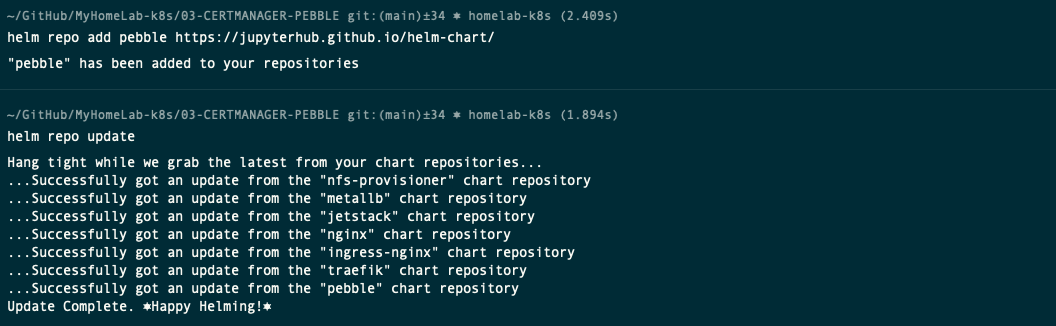 ~/GitHub/MyHomeLab-k8s/03-CERTMANAGER-PEBBLE git:(main)±34 ⎈ homelab-k8s (2.409s)
helm repo add pebble https://jupyterhub.github.io/helm-chart/
"pebble" has been added to your repositories
~/GitHub/MyHomeLab-k8s/03-CERTMANAGER-PEBBLE git:(main)±34 ⎈ homelab-k8s (1.894s)
helm repo update
Hang tight while we grab the latest from your chart repositories...
...Successfully got an update from the "nfs-provisioner" chart repository
...Successfully got an update from the "metallb" chart repository
...Successfully got an update from the "jetstack" chart repository
...Successfully got an update from the "nginx" chart repository
...Successfully got an update from the "ingress-nginx" chart repository
...Successfully got an update from the "traefik" chart repository
...Successfully got an update from the "pebble" chart repository
Update Complete. ⎈Happy Helming!⎈